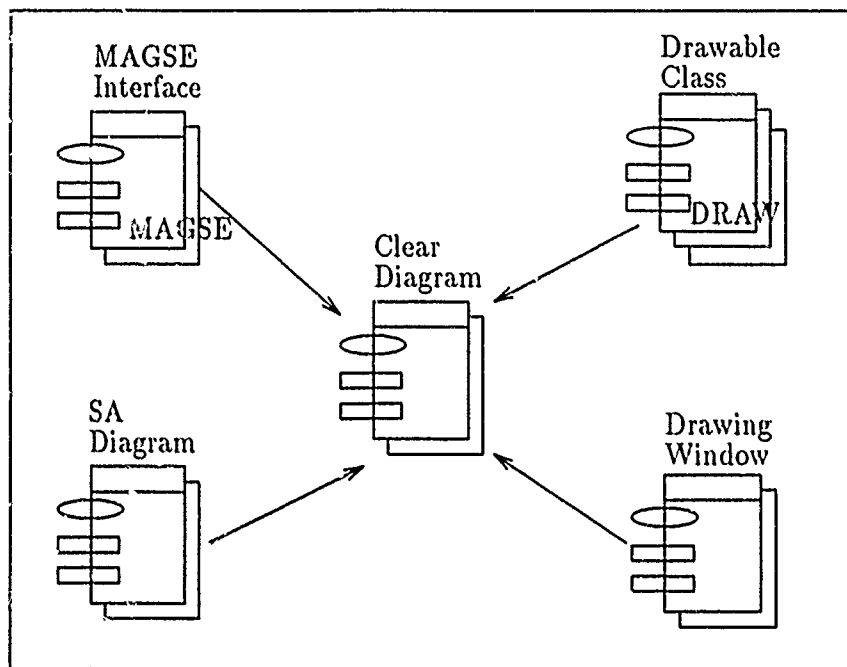 MAGSE
Interface
MAGSE
Drawable
Class
DRAW
Clear
Diagram
SA
Diagram
Drawing
Window